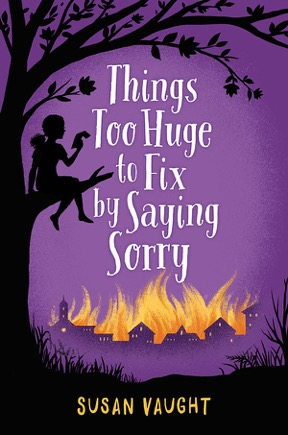 Things
Too Huge
to Fix
by Saying
Sorry
SUSAN VAUGHT